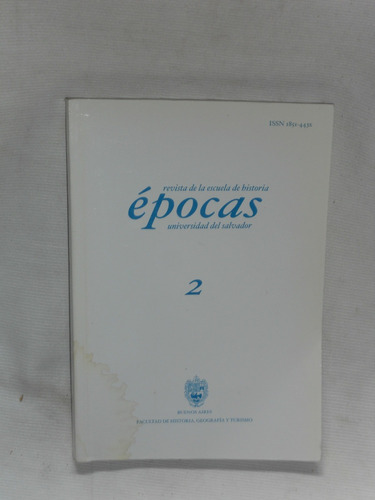 ISSN 1851-443x
revista de la escuela de historia
épocas
universidad del salvador
2
BUENOS AIRES
FACULTAD DE HISTORIA, GEOGRAFÍA Y TURISMO